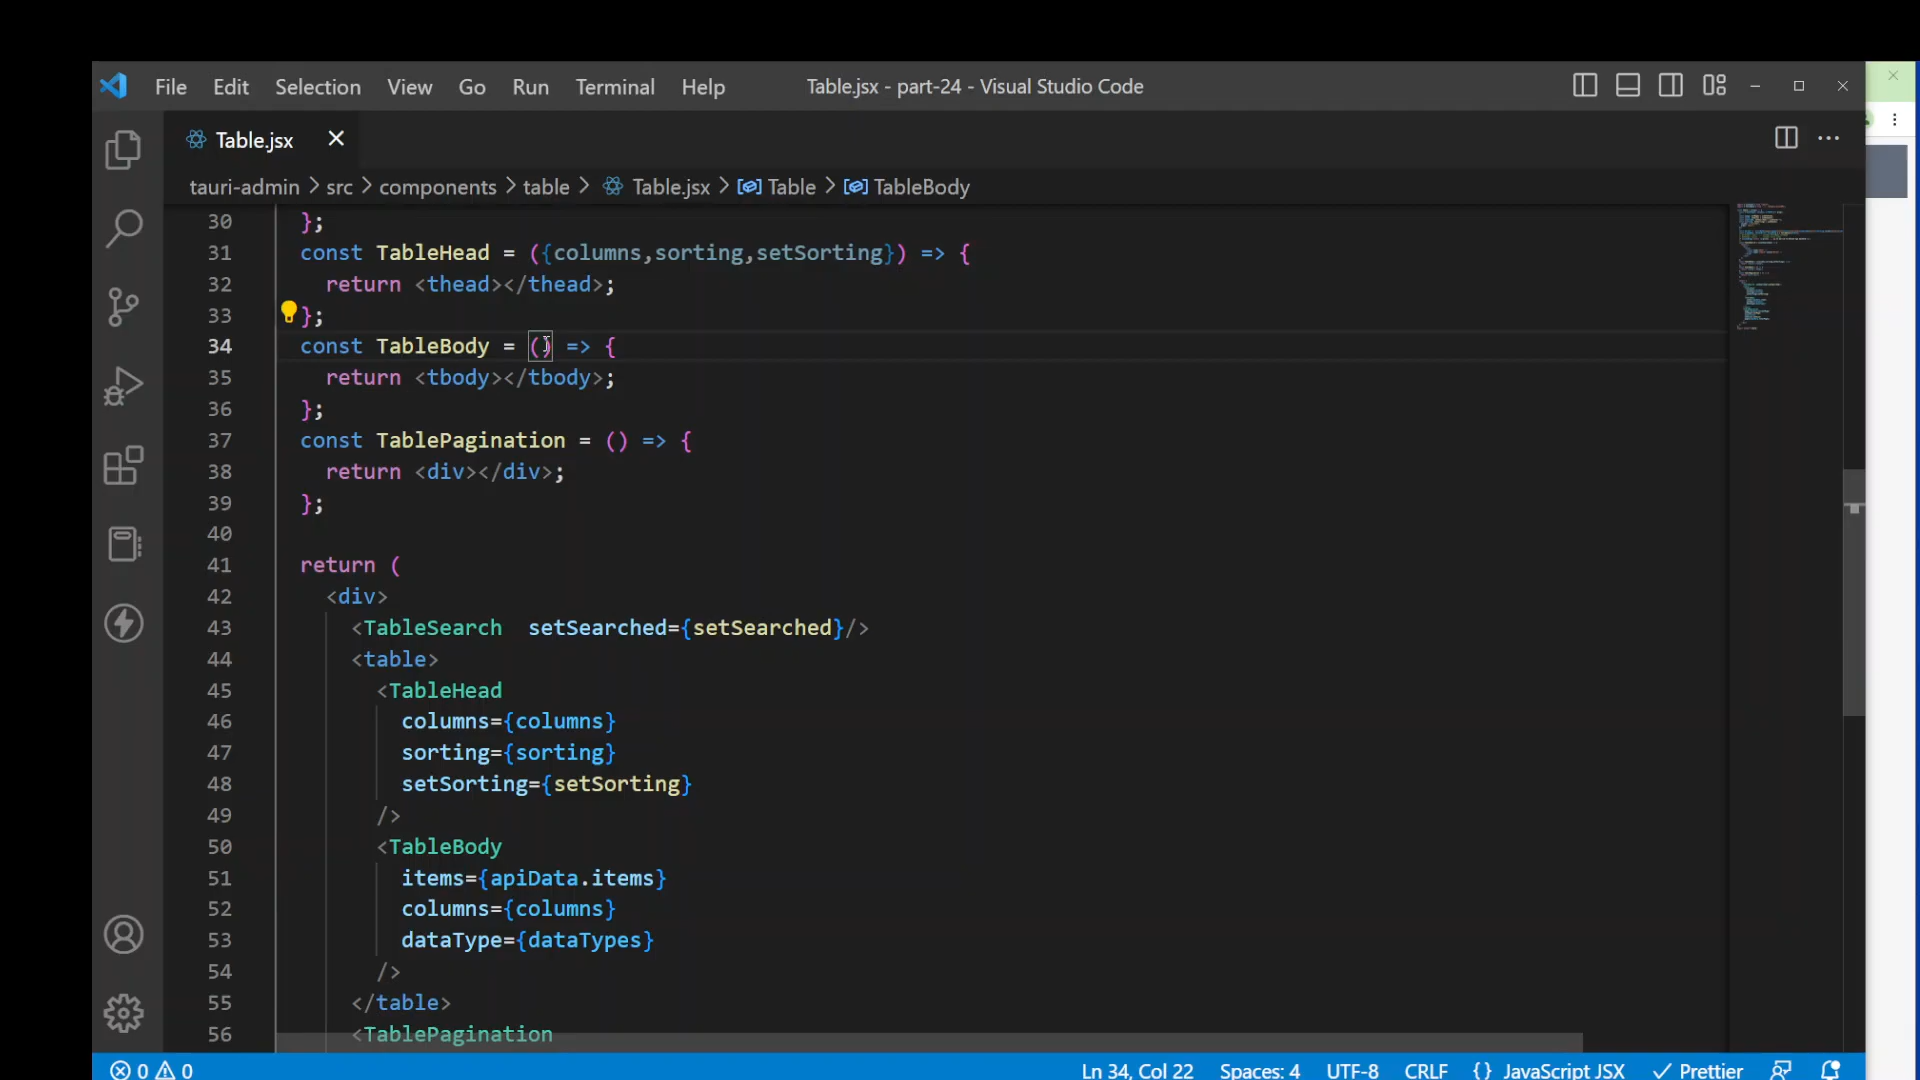 File Edit Selection View Go Run Terminal Help Table.jsx - part-24 - Visual Studio Code
Table.jsx
tauri-admin > src > components > table > Table.jsx > Table > TableBody
30 };
31 const TableHead = ({columns,sorting,setSorting}) => {
32 return <thead></thead>;
33 };
34 const TableBody = () => {
35 return <tbody></tbody>;
36 };
37 const TablePagination = () => {
38 return <div></div>;
39 };
40
41 return (
42 <div>
43 <TableSearch setSearched={setSearched}/>
44 <table>
45 <TableHead
46 columns={columns}
47 sorting={sorting}
48 setSorting={setSorting}
49 />
50 <TableBody
51 items={apiData.items}
52 columns={columns}
53 dataType={dataTypes}
54 />
55 </table>
56 <TablePagination
0 0 Ln 34, Col 22 Spaces: 4 UTF-8 CRLF {} JavaScript JSX Prettier